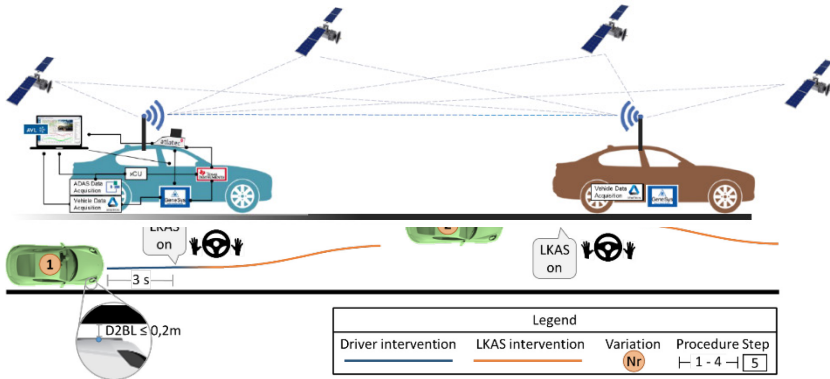 AVL
xCU
ADAS Data
Acquisition
Vehicle Data
Acquisition
GeneSys
Vehicle Data
Acquisition
GeneSys
LKAS
on
1
3 s
D2BL ≤ 0,2m
LKAS
on
Legend
Driver intervention LKAS intervention Variation Procedure Step
Nr 1 - 4 5